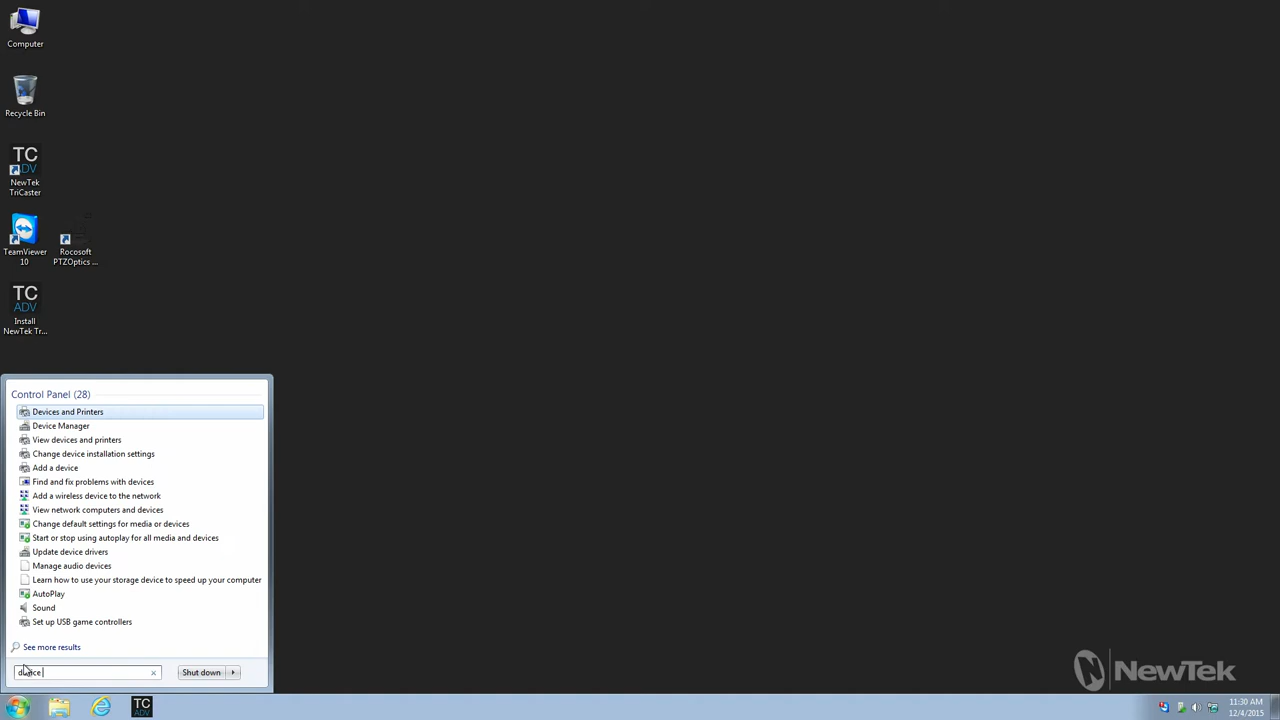 Computer
Recycle Bin
TC
ADV
NewTek
TriCaster
TeamViewer
10
Rocosoft
PTZOptics ...
TC
ADV
Install
NewTek Tr...
Control Panel (28)
Devices and Printers
Device Manager
View devices and printers
Change device installation settings
Add a device
Find and fix problems with devices
Add a wireless device to the network
View network computers and devices
Change default settings for media or devices
Start or stop using autoplay for all media and devices
Update device drivers
Manage audio devices
Learn how to use your storage device to speed up your computer
AutoPlay
Sound
Set up USB game controllers
See more results
device
Shut down
NewTek
TC
ADV
11:30 AM
12/4/2015